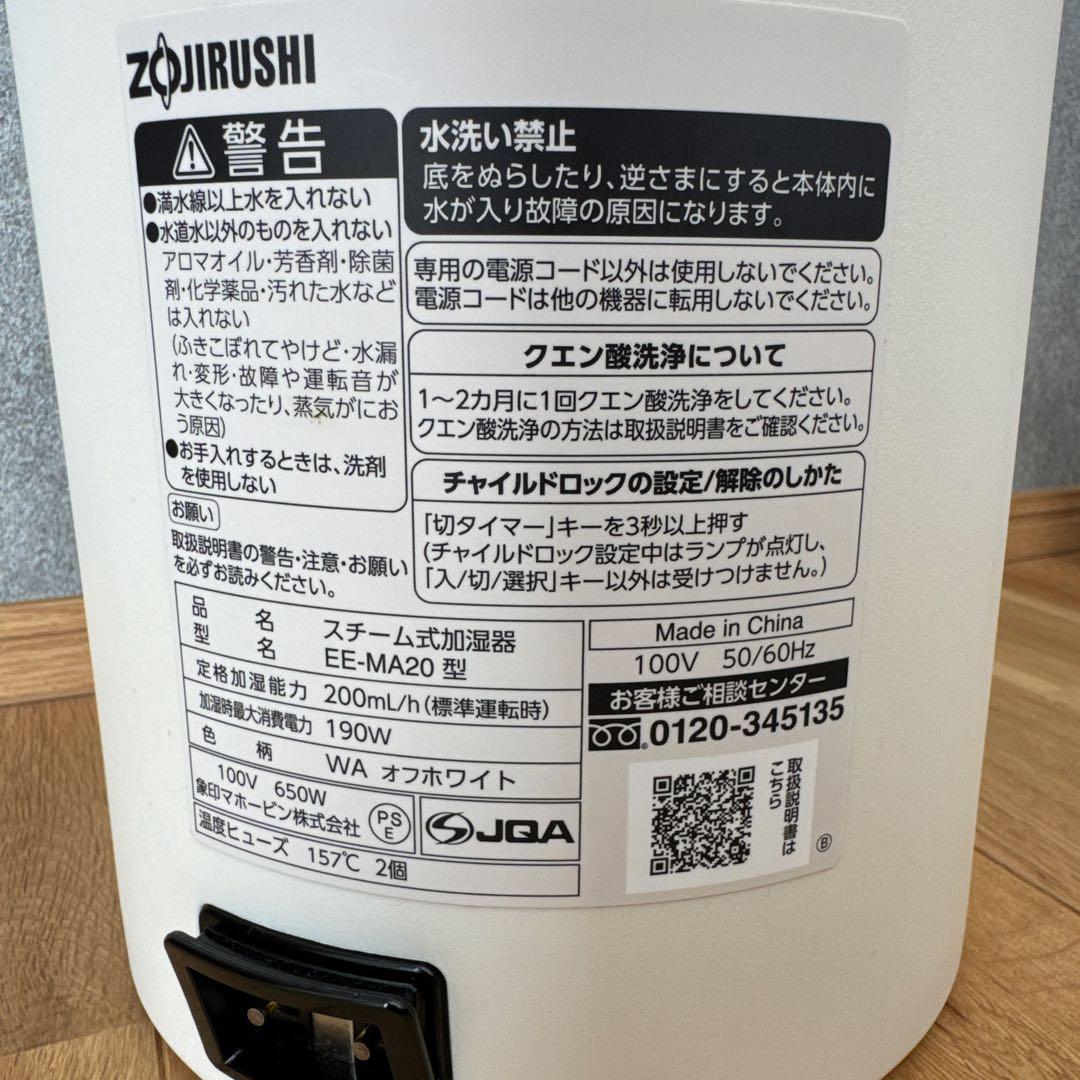 ZOJIRUSHI
警告
●満水線以上水を入れない
●水道水以外のものを入れない
アロマオイル・芳香剤・除菌
剤・化学薬品・汚れた水など
は入れない
(ふきこぼれてやけど・水漏
れ・変形・故障や運転音が
大きくなったり、蒸気がにお
う原因)
●お手入れするときは、洗剤
を使用しない
お願い
取扱説明書の警告・注意・お願い
を必ずお読みください。
水洗い禁止
底をぬらしたり、逆さまにすると本体内に
水が入り故障の原因になります。
専用の電源コード以外は使用しないでください。
電源コードは他の機器に転用しないでください。
クエン酸洗浄について
1～2カ月に1回クエン酸洗浄をしてください。
クエン酸洗浄の方法は取扱説明書をご確認ください。
チャイルドロックの設定/解除のしかた
「切タイマー」キーを3秒以上押す
(チャイルドロック設定中はランプが点灯し、
「入/切/選択」キー以外は受けつけません。)
品名 スチーム式加湿器
型名 EE-MA20 型
定格加湿能力 200mL/h(標準運転時)
加湿時最大消費電力 190W
色柄 WA オフホワイト
100V 650W
象印マホービン株式会社
PS
E
JQA
温度ヒューズ 157℃ 2個
Made in China
100V 50/60Hz
お客様ご相談センター
0120-345135
取扱説明書は
こちら
B